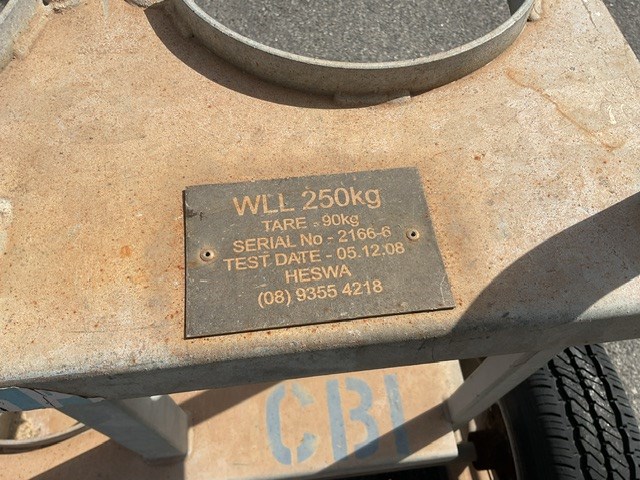 WLL 250kg
TARE - 90kg
SERIAL No - 2166-6
TEST DATE - 05.12.08
HESWA
(08) 9355 4218
CBI